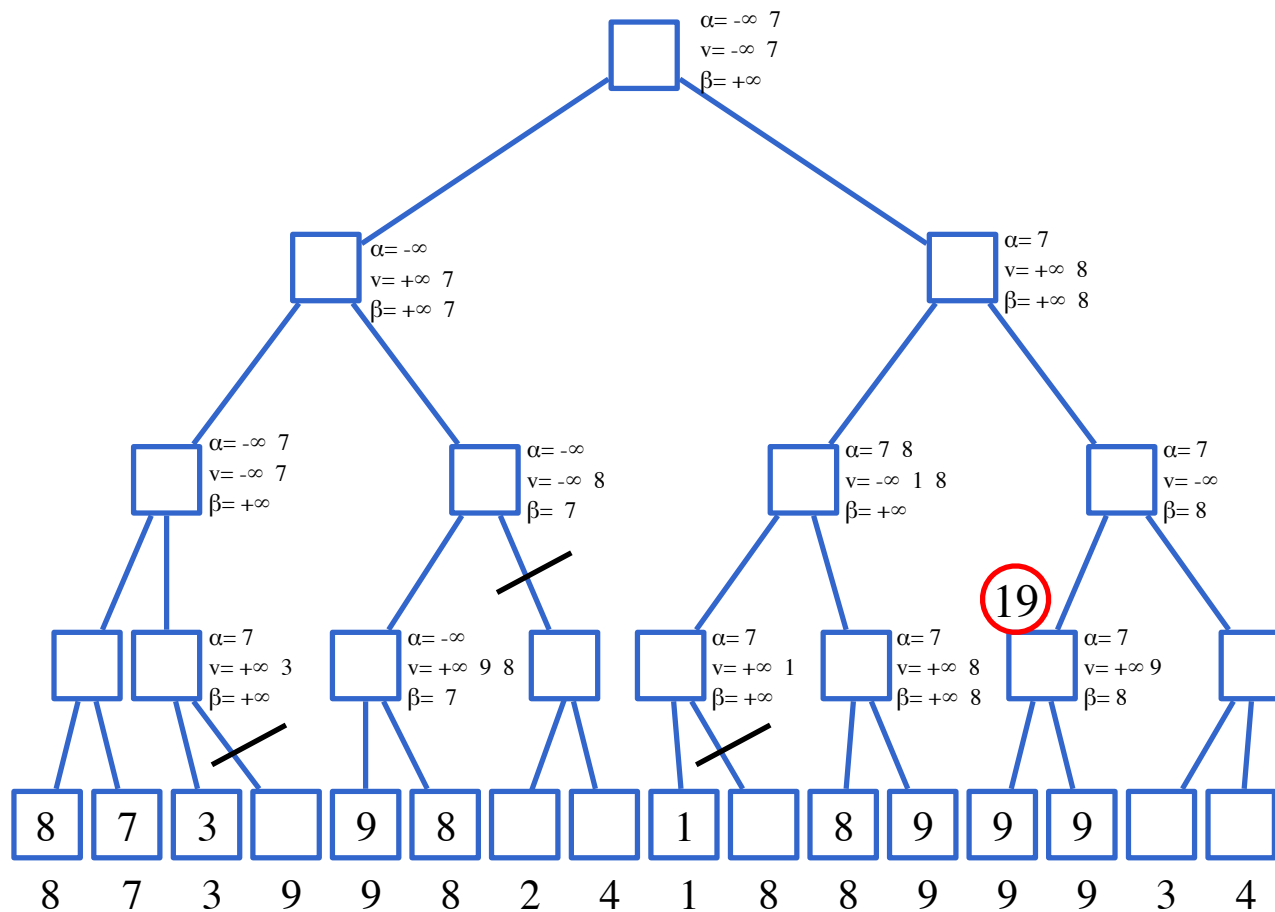 α= -∞ 7
v= -∞ 7
β= +∞
α= -∞
v= +∞ 7
β= +∞ 7
α= 7
v= +∞ 8
β= +∞ 8
α= -∞ 7
v= -∞ 7
β= +∞
α= -∞
v= -∞ 8
β= 7
α= 7 8
v= -∞ 1 8
β= +∞
α= 7
v= -∞
β= 8
19
α= 7
v= +∞ 3
β= +∞
α= -∞
v= +∞ 9 8
β= 7
α= 7
v= +∞ 1
β= +∞
α= 7
v= +∞ 8
β= +∞ 8
α= 7
v= +∞ 9
β= 8
8 7 3 9 8 1 8 9 9 9
8 7 3 9 9 8 2 4 1 8 8 9 9 9 3 4